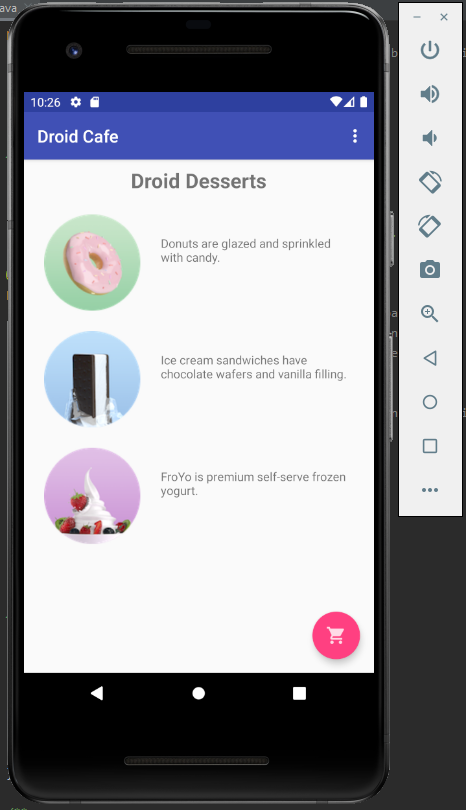 ava
10:26
Droid Cafe
Droid Desserts
Donuts are glazed and sprinkled
with candy.
Ice cream sandwiches have
chocolate wafers and vanilla filling.
FroYo is premium self-serve frozen
yogurt.